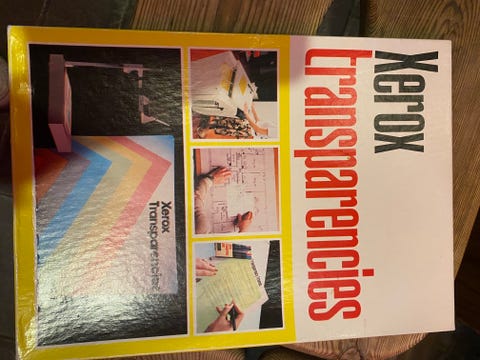 Xerox
transparencies
Xerox
Transparencies